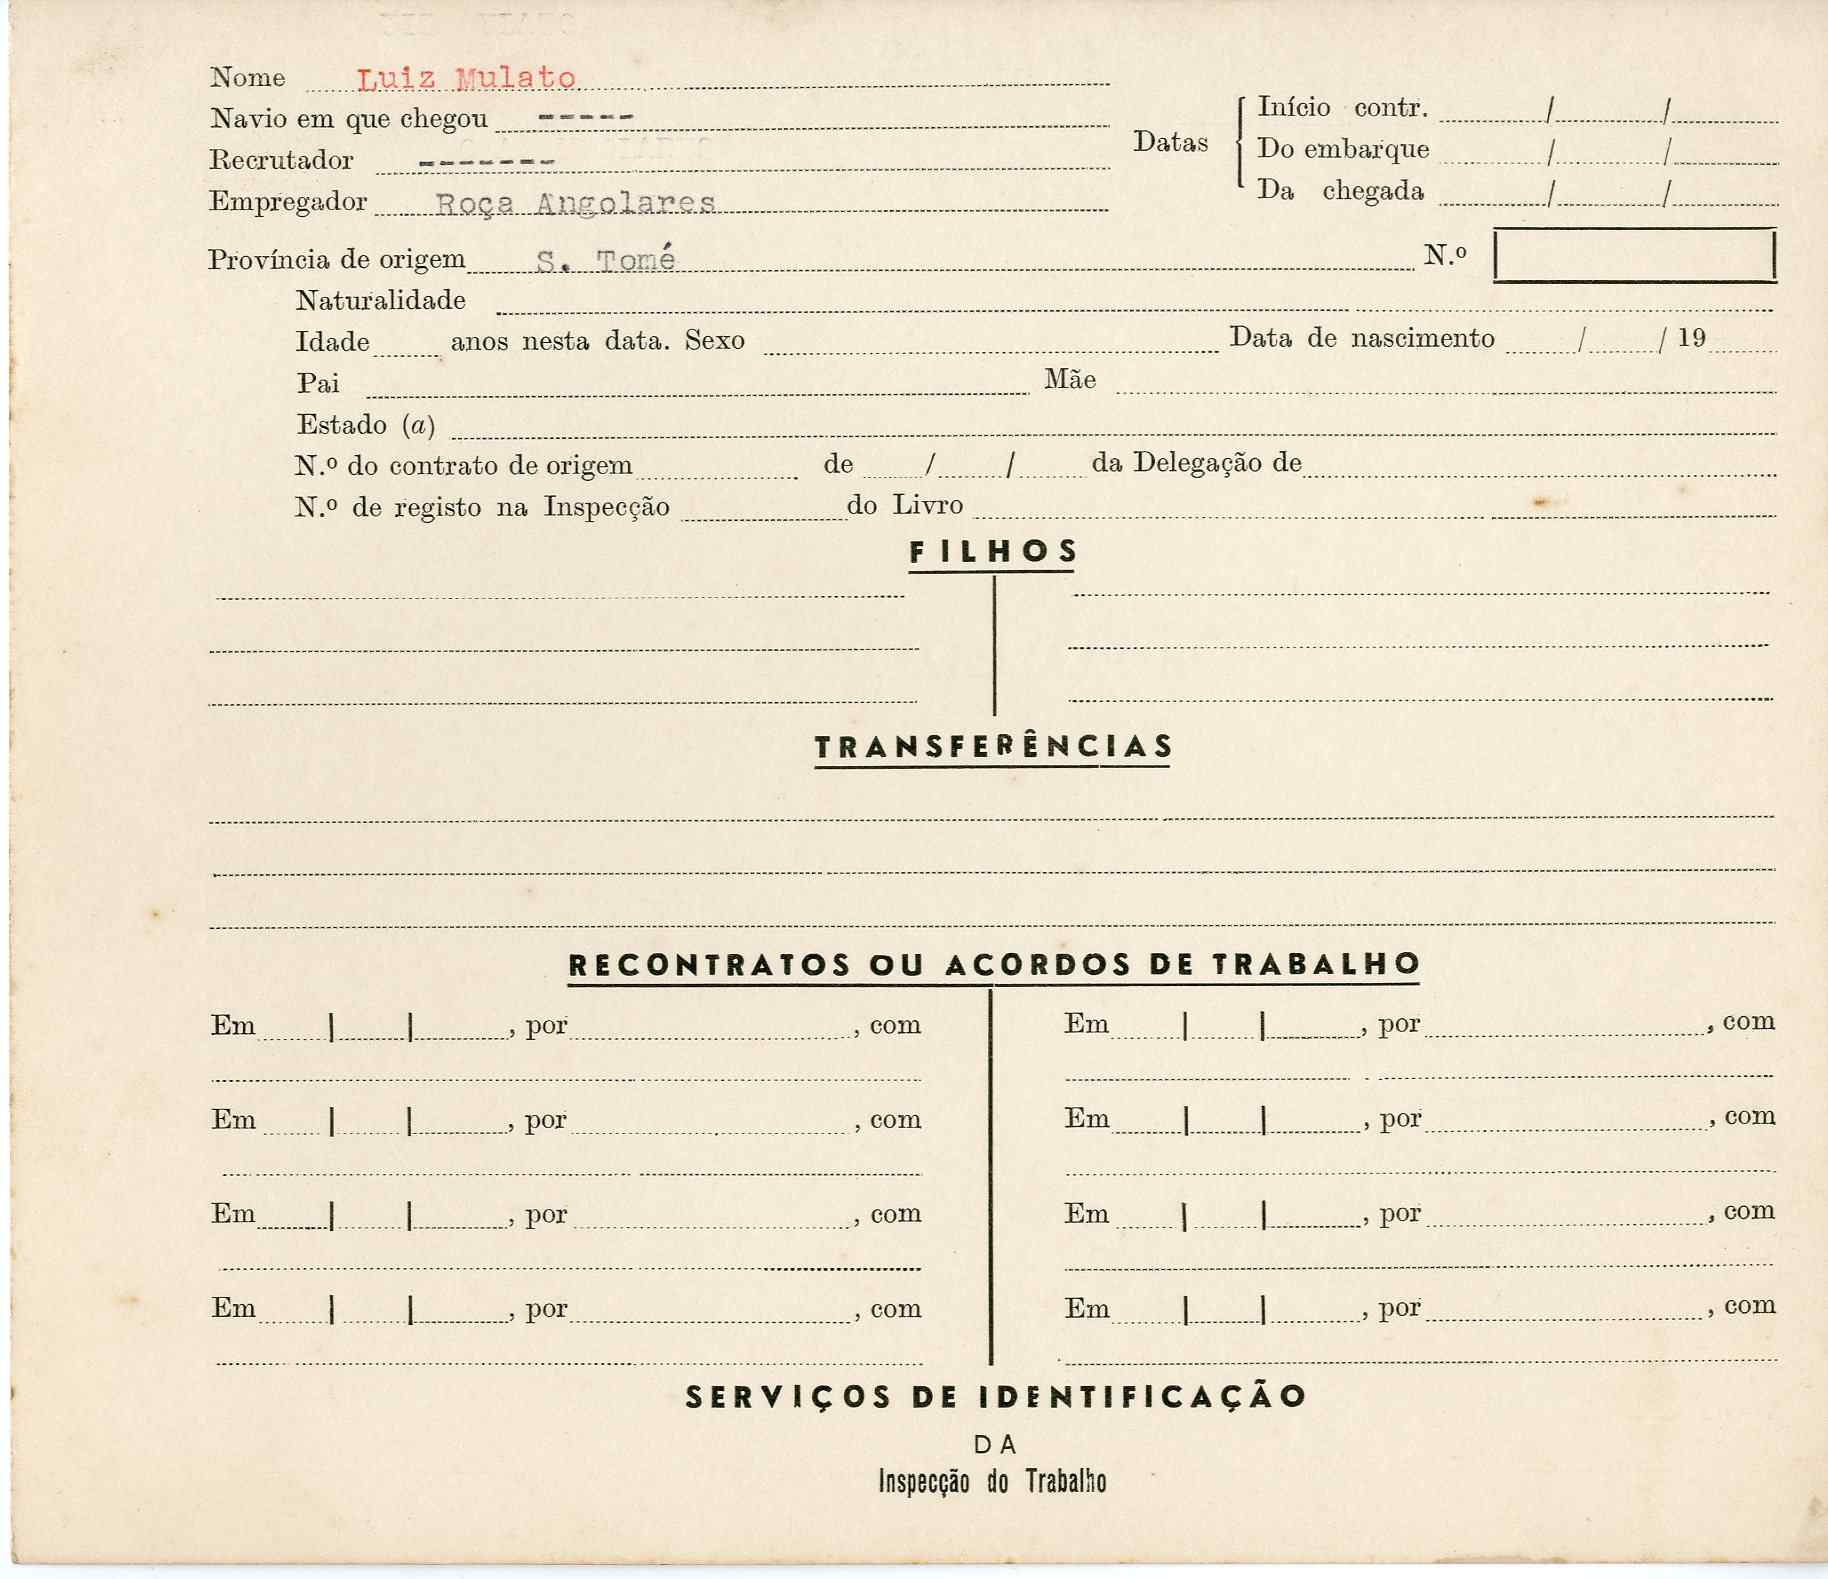 Nome Luiz Mulato
Navio em que chegou -----
Recrutador -------
Empregador Roça Angolares
Datas
Início contr. / /
Do embarque / /
Da chegada / /
Província de origem S. Tomé N.º
Naturalidade
Idade anos nesta data. Sexo Data de nascimento / / 19
Pai Mãe
Estado (a)
N.º do contrato de origem de / / da Delegação de
N.º de registo na Inspecção do Livro
FILHOS
TRANSFERÊNCIAS
RECONTRATOS OU ACORDOS DE TRABALHO
Em | | , por , com Em | | , por , com
Em | | , por , com Em | | , por , com
Em | | , por , com Em | | , por , com
Em | | , por , com Em | | , por , com
SERVIÇOS DE IDENTIFICAÇÃO
DA
Inspecção do Trabalho